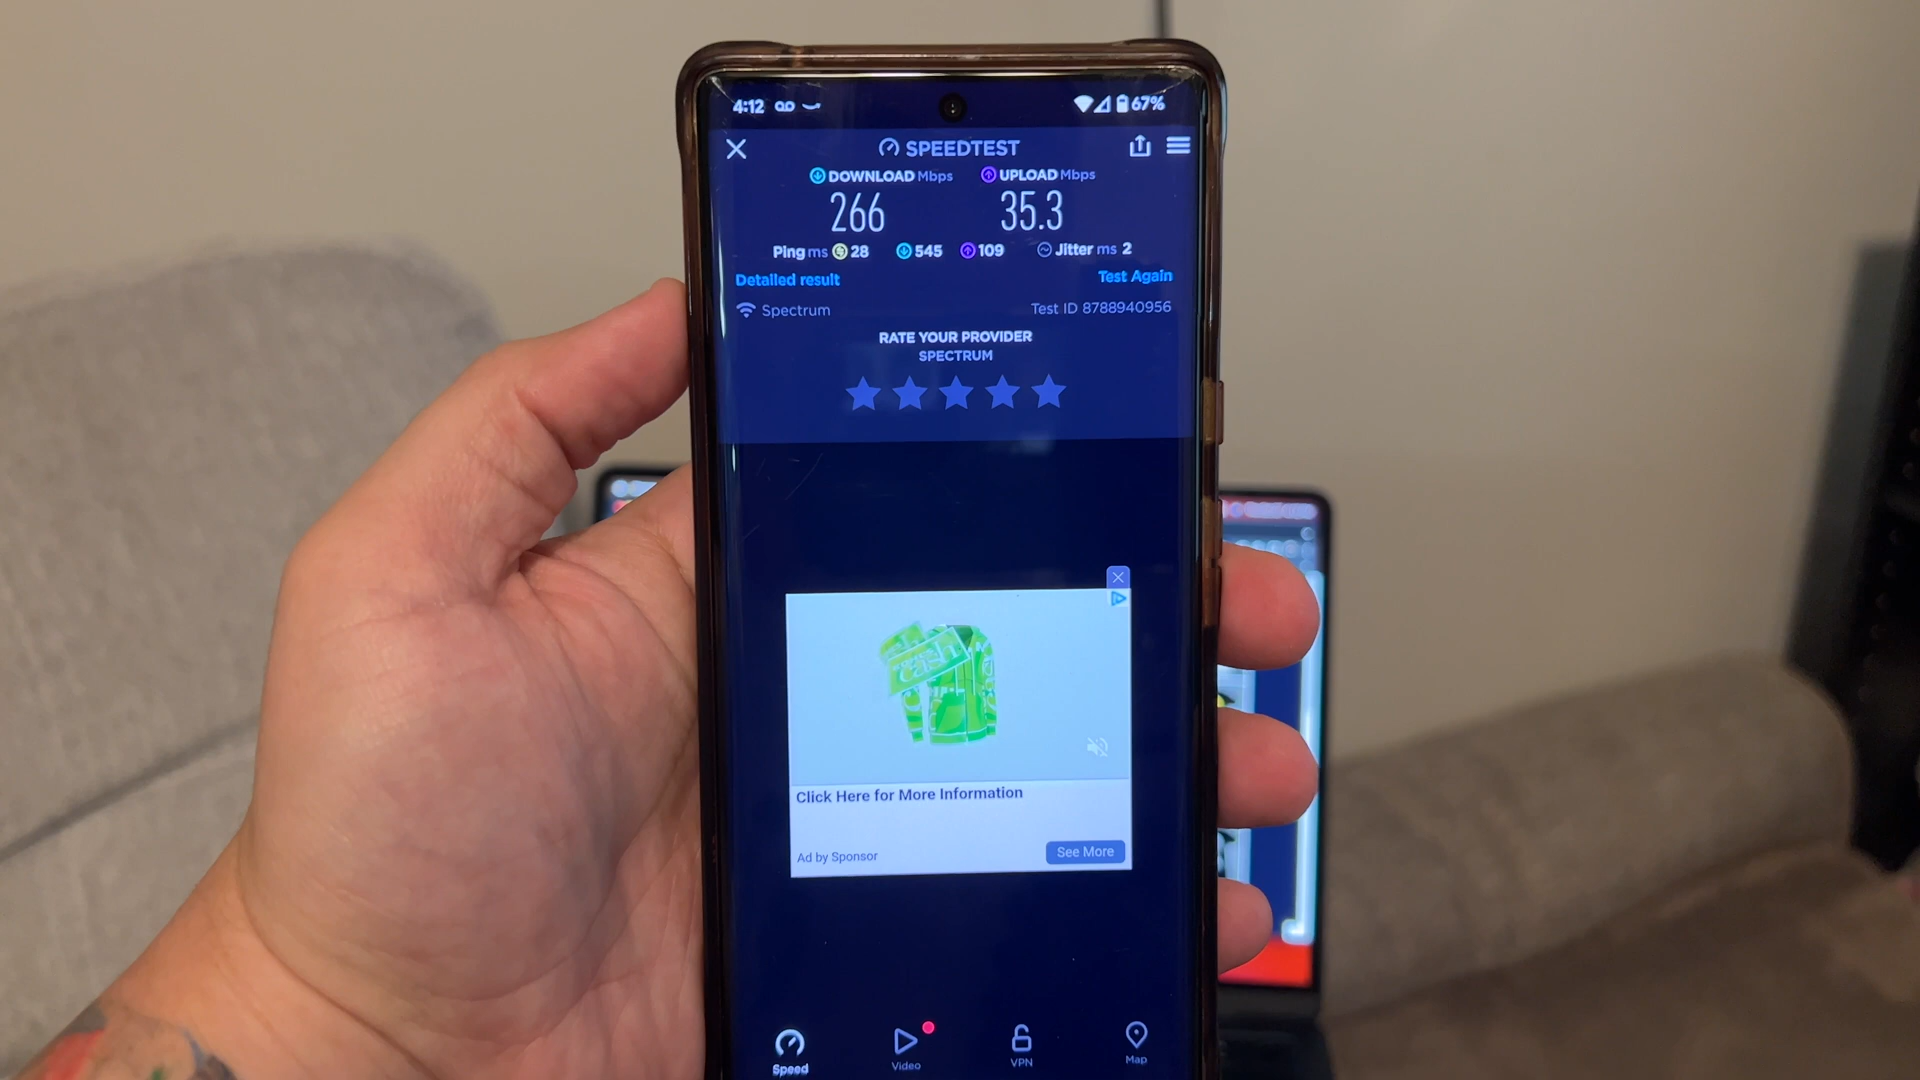 4:12 67%
SPEEDTEST
DOWNLOAD Mbps UPLOAD Mbps
266 35.3
Ping ms 28 545 109 Jitter ms 2
Detailed result Test Again
Spectrum Test ID 8788940956
RATE YOUR PROVIDER
SPECTRUM
Click Here for More Information
Ad by Sponsor See More
Speed Video VPN Map